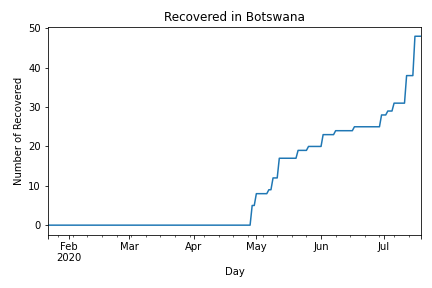 Recovered in Botswana
Number of Recovered
50
40
30
20
10
0
Feb
2020
Mar
Apr
May
Jun
Jul
Day